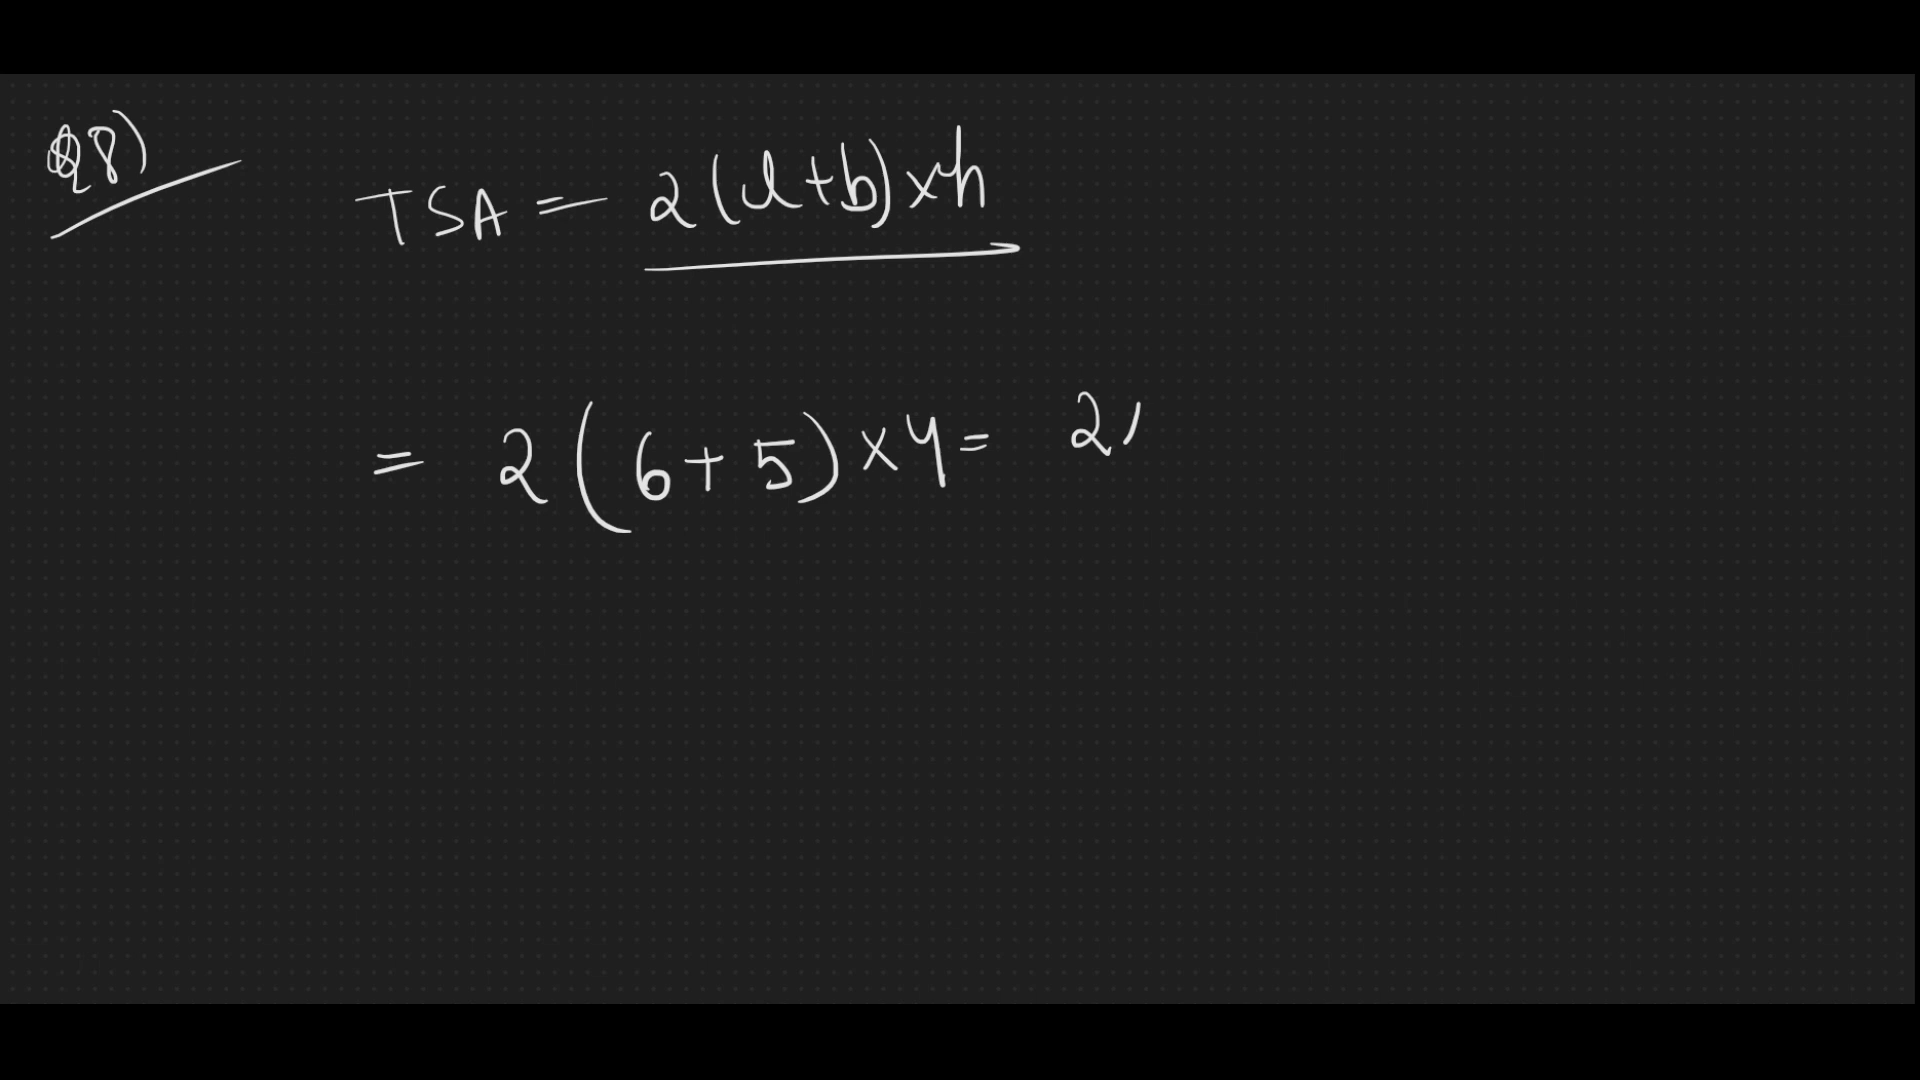 Q8)
TSA = 2(l+b)×h
= 2(6+5)×4= 2